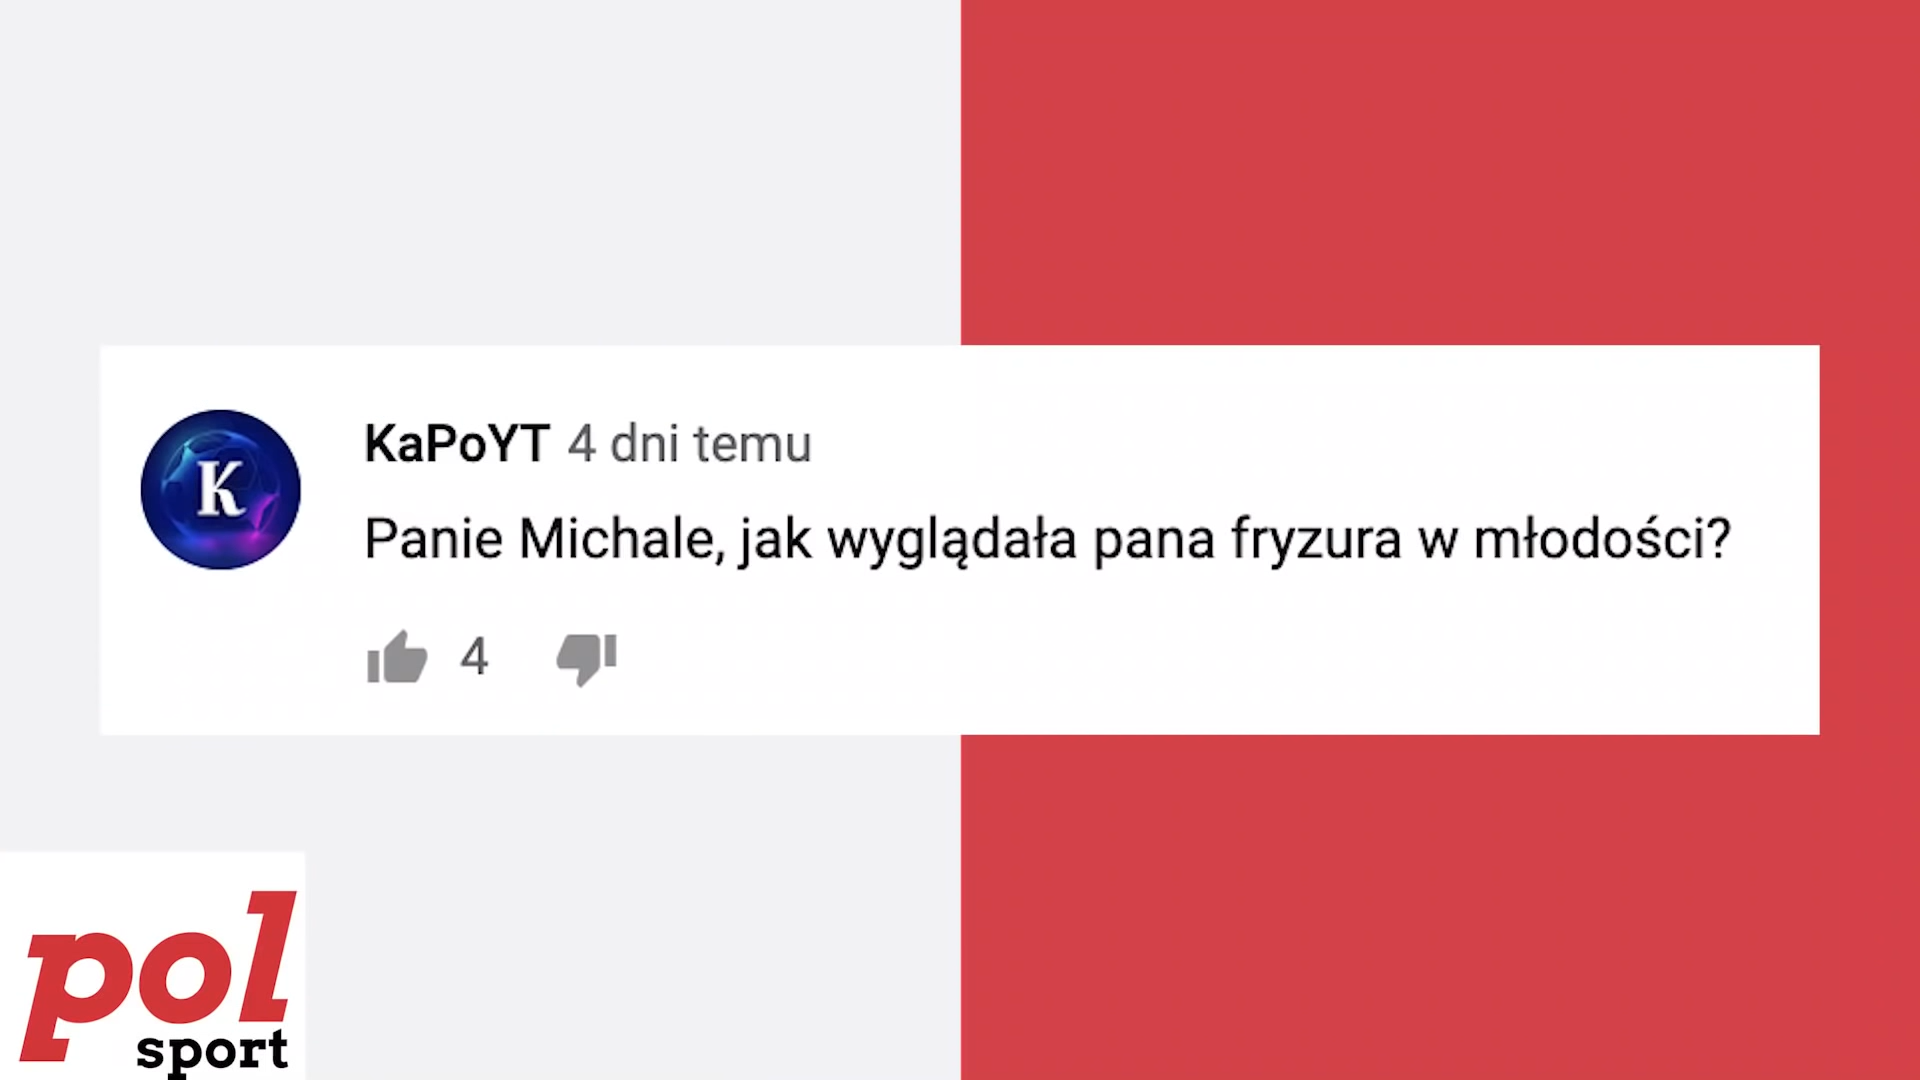 KaPoYT 4 dni temu
K
Panie Michale, jak wyglądała pana fryzura w młodości?
4
pol
sport